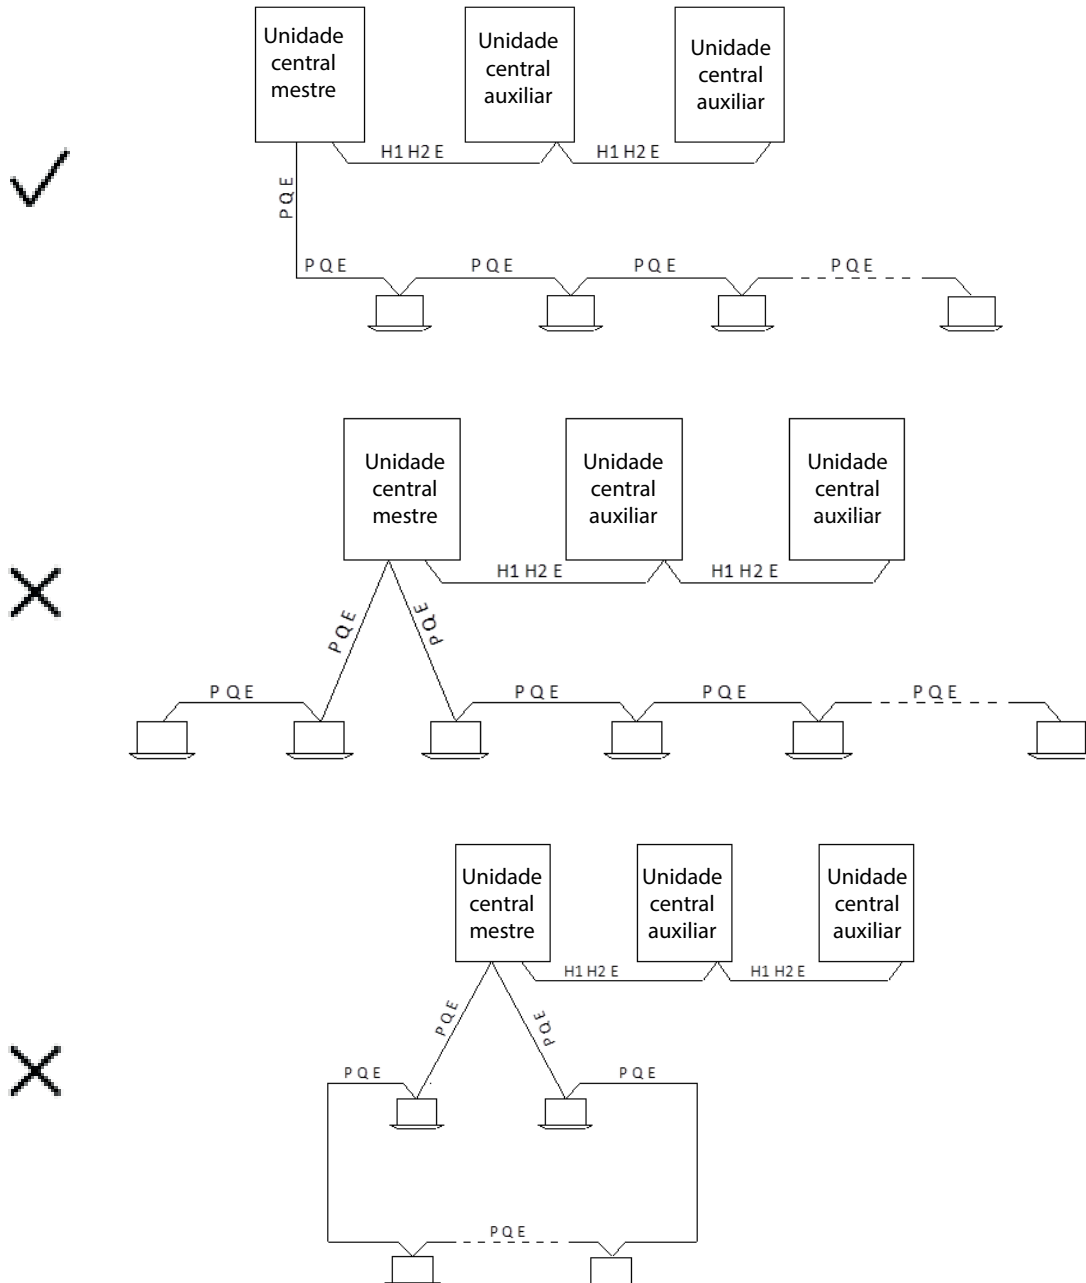 Unidade
central
mestre
Unidade
central
auxiliar
Unidade
central
auxiliar
H1 H2 E
H1 H2 E
P Q E
P Q E
P Q E
P Q E
P Q E
Unidade
central
mestre
Unidade
central
auxiliar
Unidade
central
auxiliar
H1 H2 E
H1 H2 E
P Q E
P Q E
P Q E
P Q E
P Q E
P Q E
Unidade
central
mestre
Unidade
central
auxiliar
Unidade
central
auxiliar
H1 H2 E
H1 H2 E
P Q E
P Q E
P Q E
P Q E
P Q E